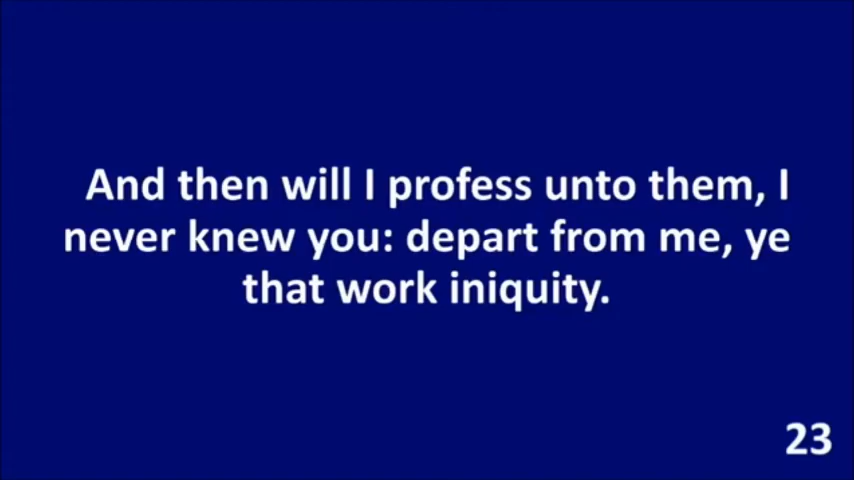 And then will I profess unto them, I
never knew you: depart from me, ye
that work iniquity.
23